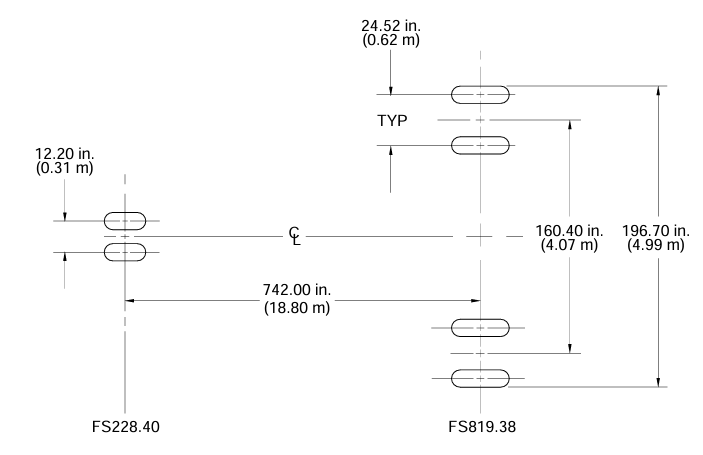 24.52 in.
(0.62 m)
TYP
12.20 in.
(0.31 m)
℄
160.40 in.
(4.07 m)
196.70 in.
(4.99 m)
742.00 in.
(18.80 m)
FS228.40
FS819.38